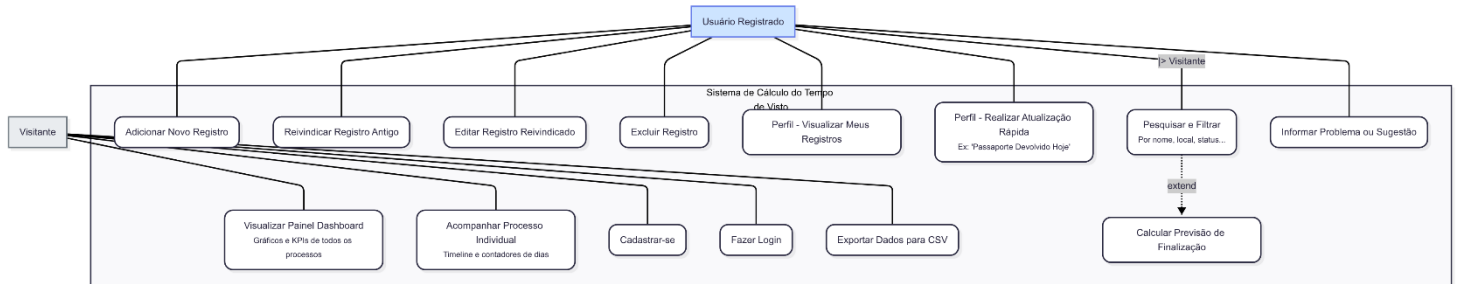 Usuário Registrado
|> Visitante
Sistema de Cálculo do Tempo
de Visto
Visitante
Adicionar Novo Registro
Reivindicar Registro Antigo
Editar Registro Reivindicado
Excluir Registro
Perfil - Visualizar Meus
Registros
Perfil - Realizar Atualização
Rápida
Ex: 'Passaporte Devolvido Hoje'
Pesquisar e Filtrar
Por nome, local, status...
Informar Problema ou Sugestão
extend
Visualizar Painel Dashboard
Gráficos e KPIs de todos os
processos
Acompanhar Processo
Individual
Timeline e contadores de dias
Cadastrar-se
Fazer Login
Exportar Dados para CSV
Calcular Previsão de
Finalização